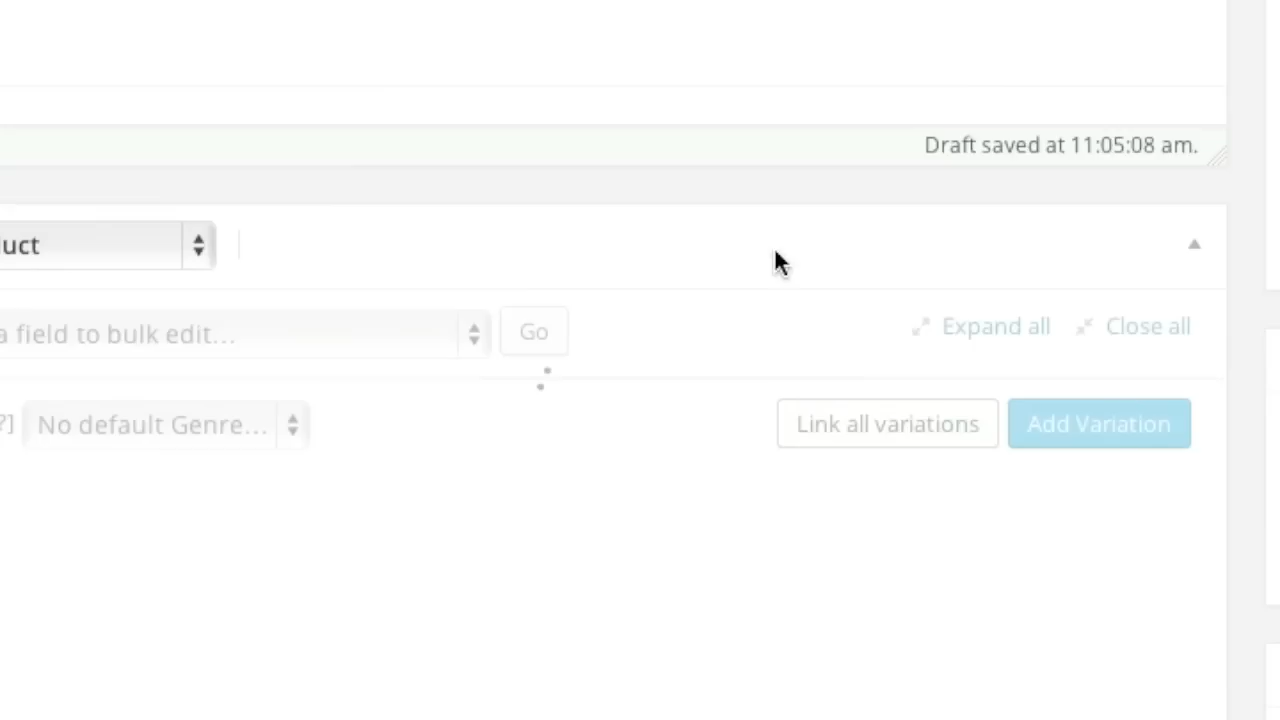 Draft saved at 11:05:08 am.
uct
a field to bulk edit...
Go
Expand all
Close all
?]
No default Genre...
Link all variations
Add Variation